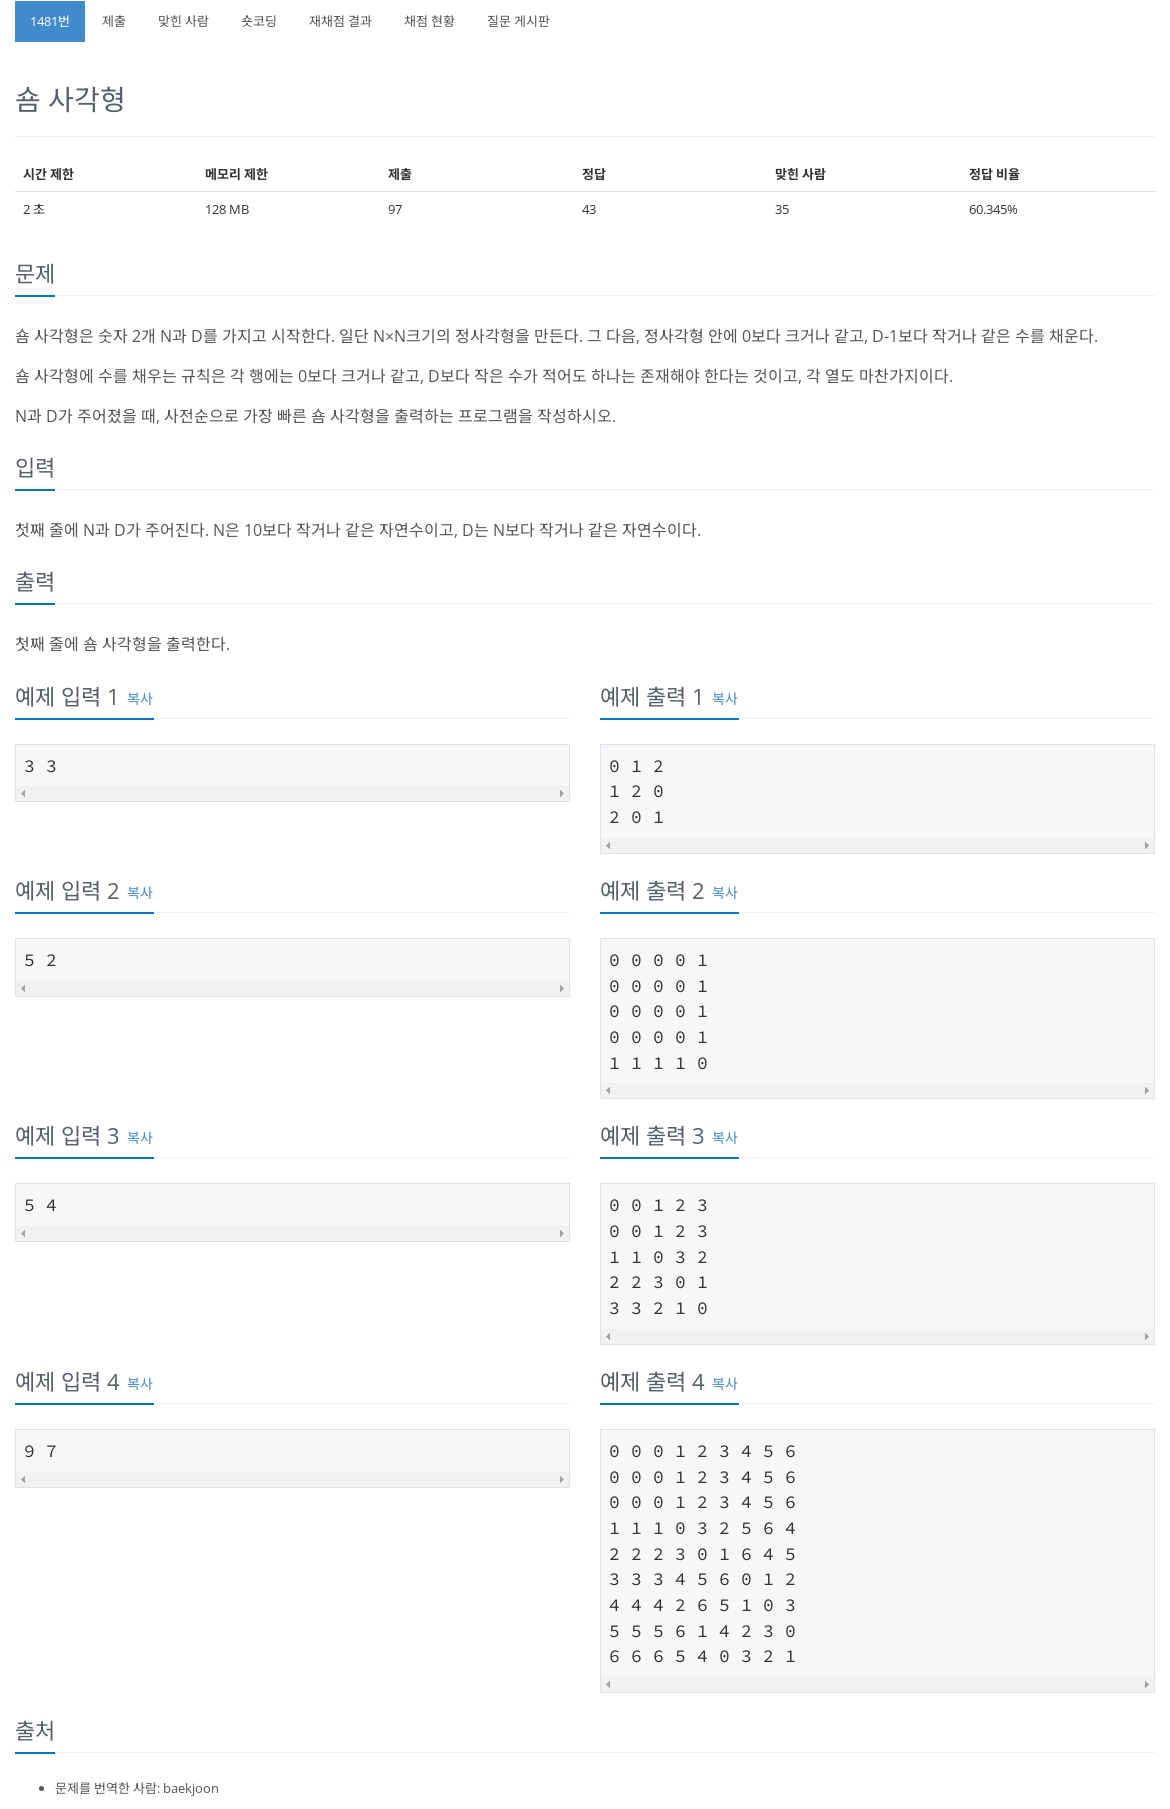 1481번 제출 맞힌 사람 숏코딩 재채점 결과 채점 현황 질문 게시판
숌 사각형
시간 제한 메모리 제한 제출 정답 맞힌 사람 정답 비율
2 초 128 MB 97 43 35 60.345%
문제
숌 사각형은 숫자 2개 N과 D를 가지고 시작한다. 일단 N×N크기의 정사각형을 만든다. 그 다음, 정사각형 안에 0보다 크거나 같고, D-1보다 작거나 같은 수를 채운다.
숌 사각형에 수를 채우는 규칙은 각 행에는 0보다 크거나 같고, D보다 작은 수가 적어도 하나는 존재해야 한다는 것이고, 각 열도 마찬가지이다.
N과 D가 주어졌을 때, 사전순으로 가장 빠른 숌 사각형을 출력하는 프로그램을 작성하시오.
입력
첫째 줄에 N과 D가 주어진다. N은 10보다 작거나 같은 자연수이고, D는 N보다 작거나 같은 자연수이다.
출력
첫째 줄에 숌 사각형을 출력한다.
예제 입력 1 복사
3 3
예제 출력 1 복사
0 1 2
1 2 0
2 0 1
예제 입력 2 복사
5 2
예제 출력 2 복사
0 0 0 0 1
0 0 0 0 1
0 0 0 0 1
0 0 0 0 1
1 1 1 1 0
예제 입력 3 복사
5 4
예제 출력 3 복사
0 0 1 2 3
0 0 1 2 3
1 1 0 3 2
2 2 3 0 1
3 3 2 1 0
예제 입력 4 복사
9 7
예제 출력 4 복사
0 0 0 1 2 3 4 5 6
0 0 0 1 2 3 4 5 6
0 0 0 1 2 3 4 5 6
1 1 1 0 3 2 5 6 4
2 2 2 3 0 1 6 4 5
3 3 3 4 5 6 0 1 2
4 4 4 2 6 5 1 0 3
5 5 5 6 1 4 2 3 0
6 6 6 5 4 0 3 2 1
출처
문제를 번역한 사람: baekjoon